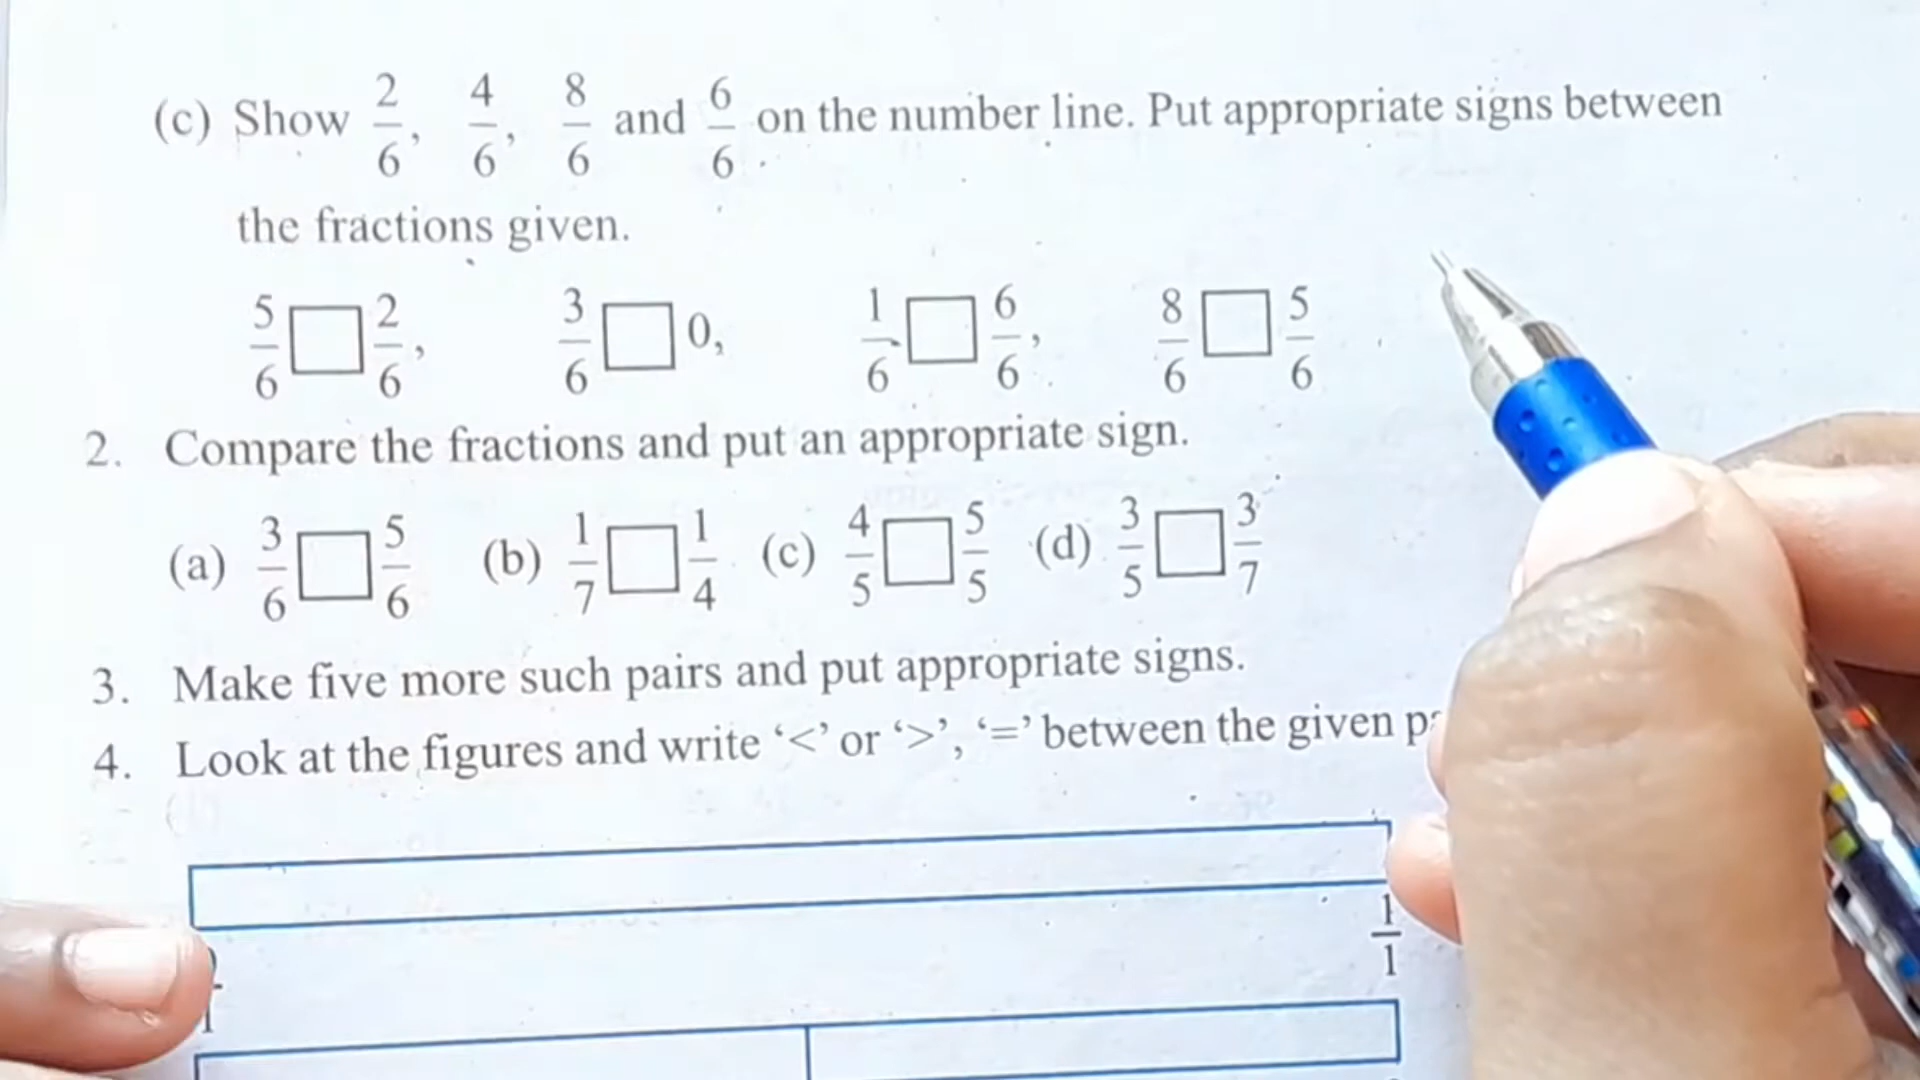 (c) Show 2/6, 4/6, 8/6 and 6/6 on the number line. Put appropriate signs between
the fractions given.
5/6 □ 2/6, 3/6 □ 0, 1/6 □ 6/6, 8/6 □ 5/6
2. Compare the fractions and put an appropriate sign.
(a) 3/6 □ 5/6 (b) 1/7 □ 1/4 (c) 4/5 □ 5/5 (d) 3/5 □ 3/7
3. Make five more such pairs and put appropriate signs.
4. Look at the figures and write ‘<’ or ‘>’, ‘=’ between the given
1/1